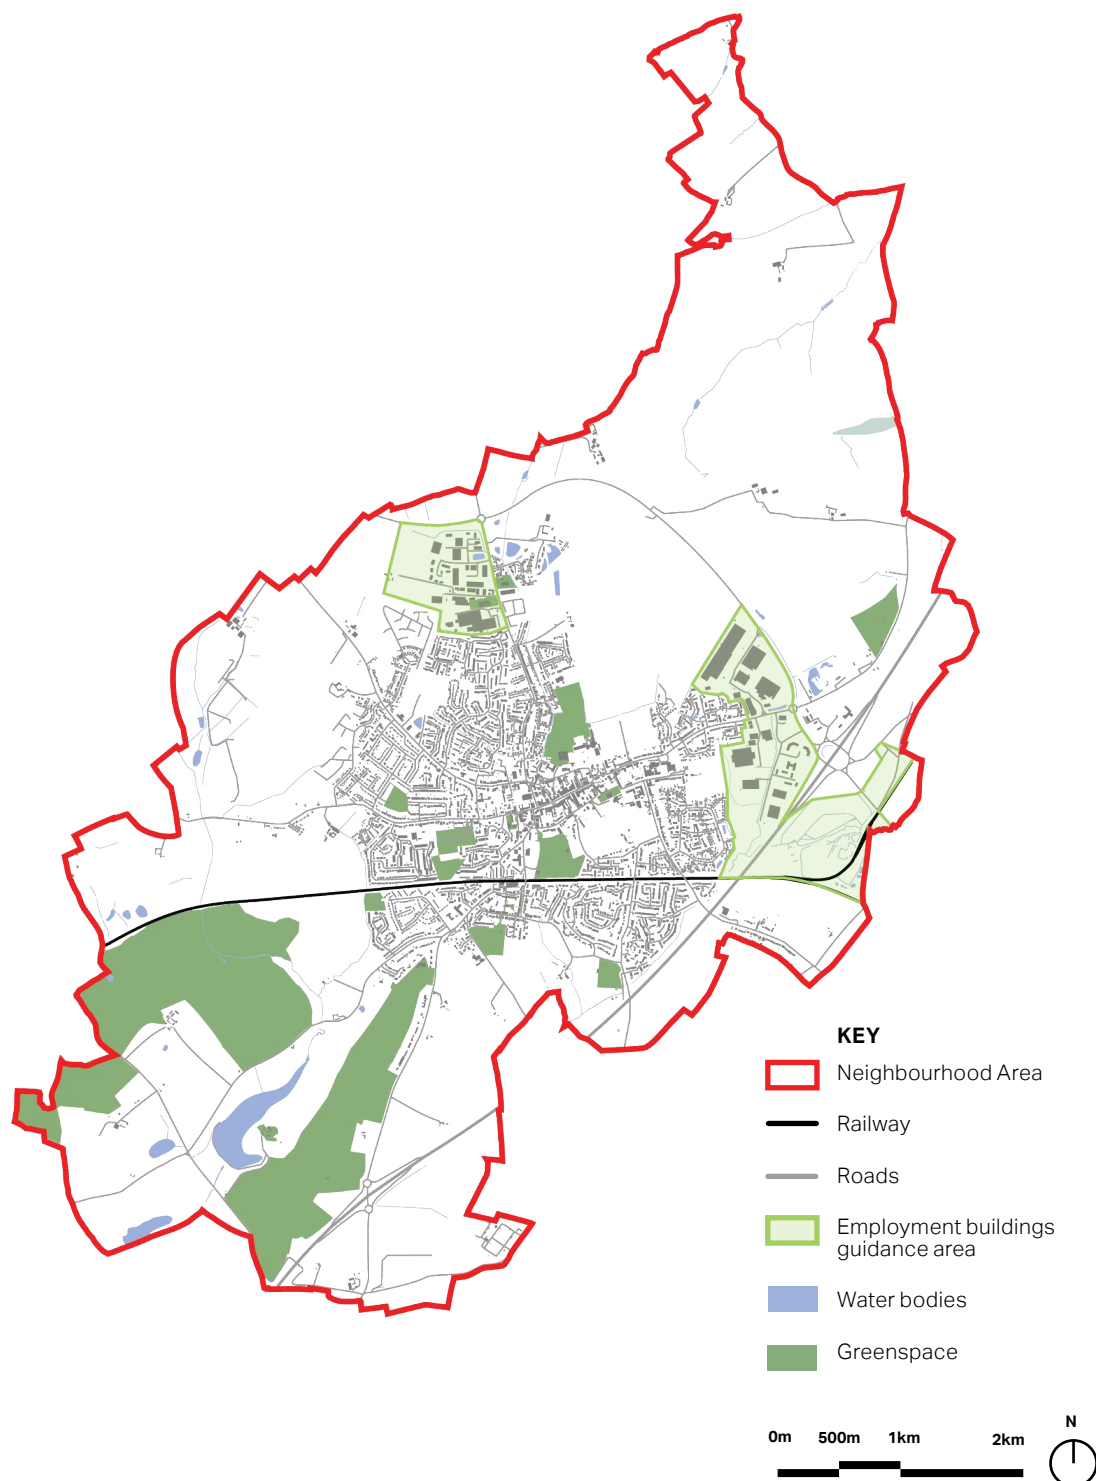 KEY
Neighbourhood Area
Railway
Roads
Employment buildings
guidance area
Water bodies
Greenspace
0m 500m 1km 2km
N